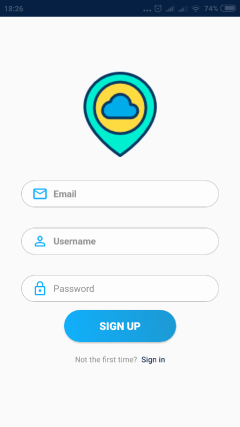 18:26
... 74%
Email
Username
Password
SIGN UP
Not the first time? Sign in